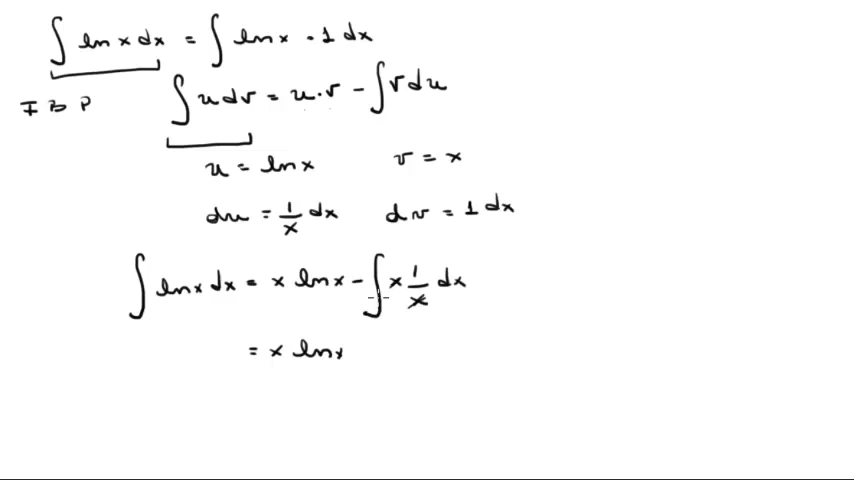 ∫ ln x dx = ∫ ln x · 1 dx
IBP ∫ u dv = u · v - ∫ v du
u = ln x v = x
du = 1/x dx dv = 1 dx
∫ ln x dx = x ln x - ∫ x 1/x dx
= x ln x